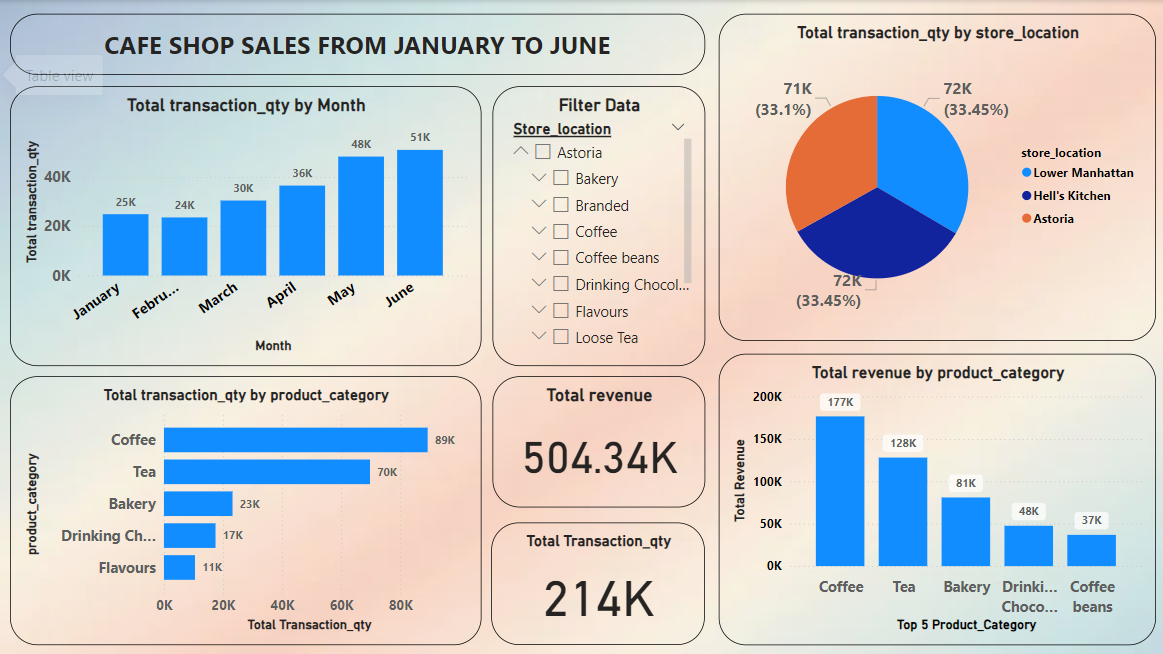 CAFE SHOP SALES FROM JANUARY TO JUNE
Table view
Total transaction_qty by Month
Total transaction_qty
40K
20K
0K
25K
24K
30K
36K
48K
51K
January
Febru...
March
April
May
June
Month
Filter Data
Store_location
Astoria
Bakery
Branded
Coffee
Coffee beans
Drinking Chocol...
Flavours
Loose Tea
Total transaction_qty by store_location
71K
(33.1%)
72K
(33.45%)
72K
(33.45%)
store_location
Lower Manhattan
Hell's Kitchen
Astoria
Total transaction_qty by product_category
product_category
Coffee
89K
Tea
70K
Bakery
23K
Drinking Ch...
17K
Flavours
11K
0K
20K
40K
60K
80K
Total Transaction_qty
Total revenue
504.34K
Total Transaction_qty
214K
Total revenue by product_category
Total Revenue
200K
150K
100K
50K
0K
177K
128K
81K
48K
37K
Coffee
Tea
Bakery
Drinki...
Choco...
Coffee
beans
Top 5 Product_Category